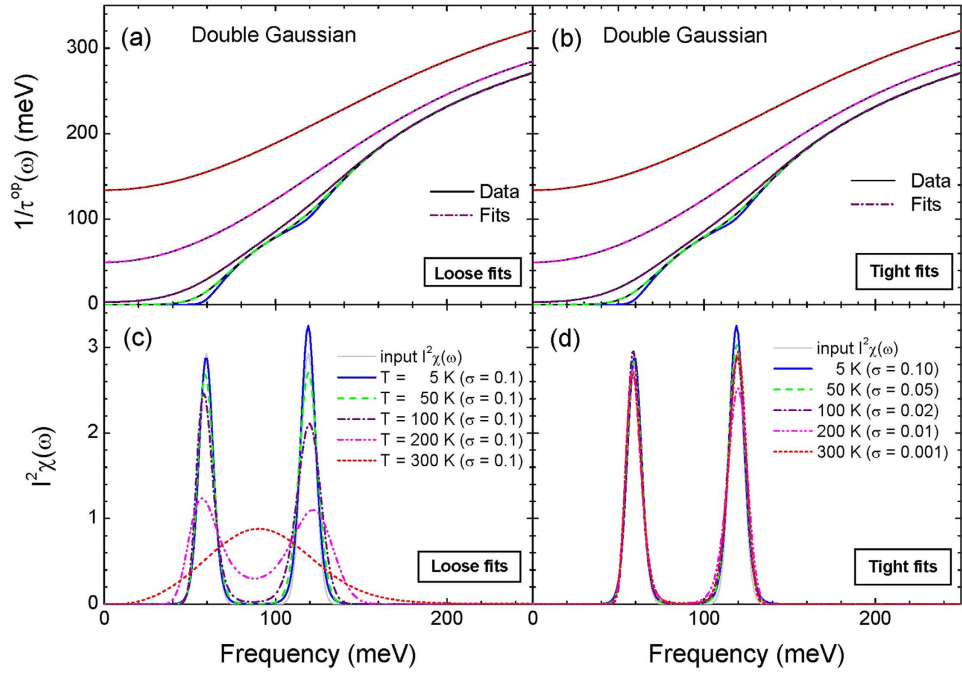 (a) Double Gaussian
(b) Double Gaussian
1/τᵒᵖ(ω) (meV)
300
200
100
0
Data
Fits
Loose fits
Data
Fits
Tight fits
(c)
input I²χ(ω)
T = 5 K (σ = 0.1)
T = 50 K (σ = 0.1)
T = 100 K (σ = 0.1)
T = 200 K (σ = 0.1)
T = 300 K (σ = 0.1)
Loose fits
(d)
input I²χ(ω)
5 K (σ = 0.10)
50 K (σ = 0.05)
100 K (σ = 0.02)
200 K (σ = 0.01)
300 K (σ = 0.001)
Tight fits
I²χ(ω)
3
2
1
0
0 100 200
0 100 200
Frequency (meV)
Frequency (meV)